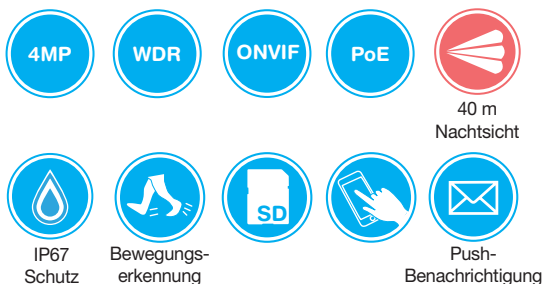 4MP
WDR
ONVIF
PoE
40 m
Nachtsicht
SD
IP67
Schutz
Bewegungs-
erkennung
Push-
Benachrichtigung